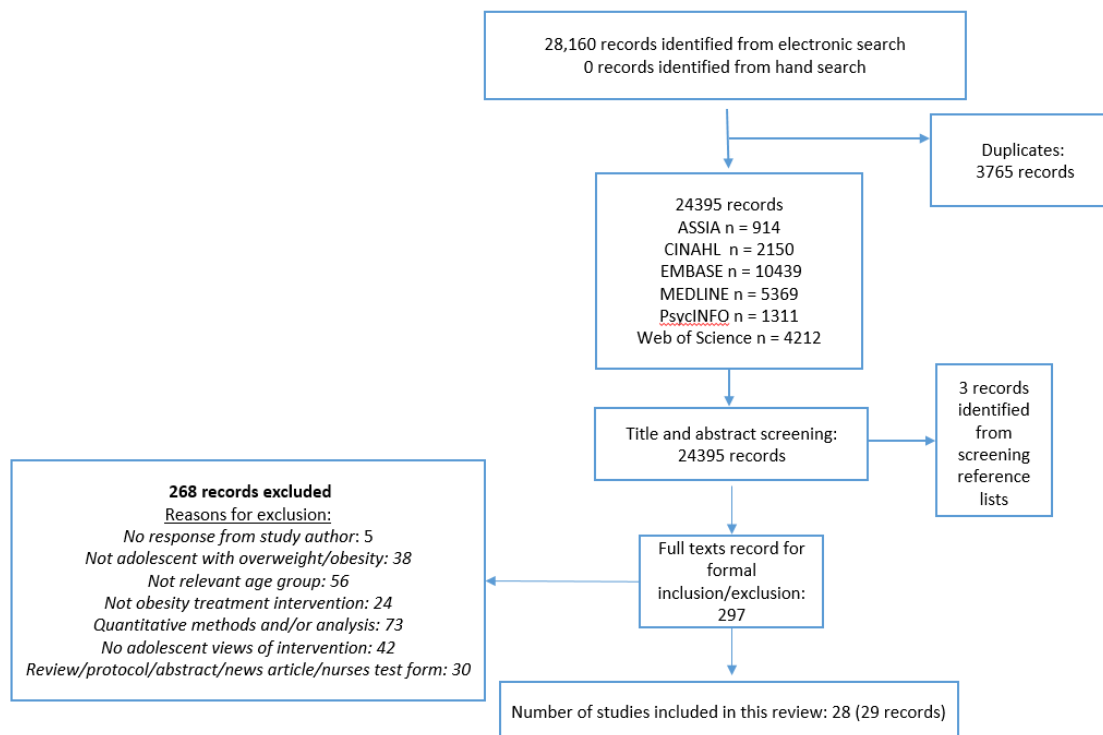 28,160 records identified from electronic search
0 records identified from hand search
Duplicates:
3765 records
24395 records
ASSIA n = 914
CINAHL n = 2150
EMBASE n = 10439
MEDLINE n = 5369
PsycINFO n = 1311
Web of Science n = 4212
3 records
identified
from
screening
reference
lists
Title and abstract screening:
24395 records
268 records excluded
Reasons for exclusion:
No response from study author: 5
Not adolescent with overweight/obesity: 38
Not relevant age group: 56
Not obesity treatment intervention: 24
Quantitative methods and/or analysis: 73
No adolescent views of intervention: 42
Review/protocol/abstract/news article/nurses test form: 30
Full texts record for
formal
inclusion/exclusion:
297
Number of studies included in this review: 28 (29 records)